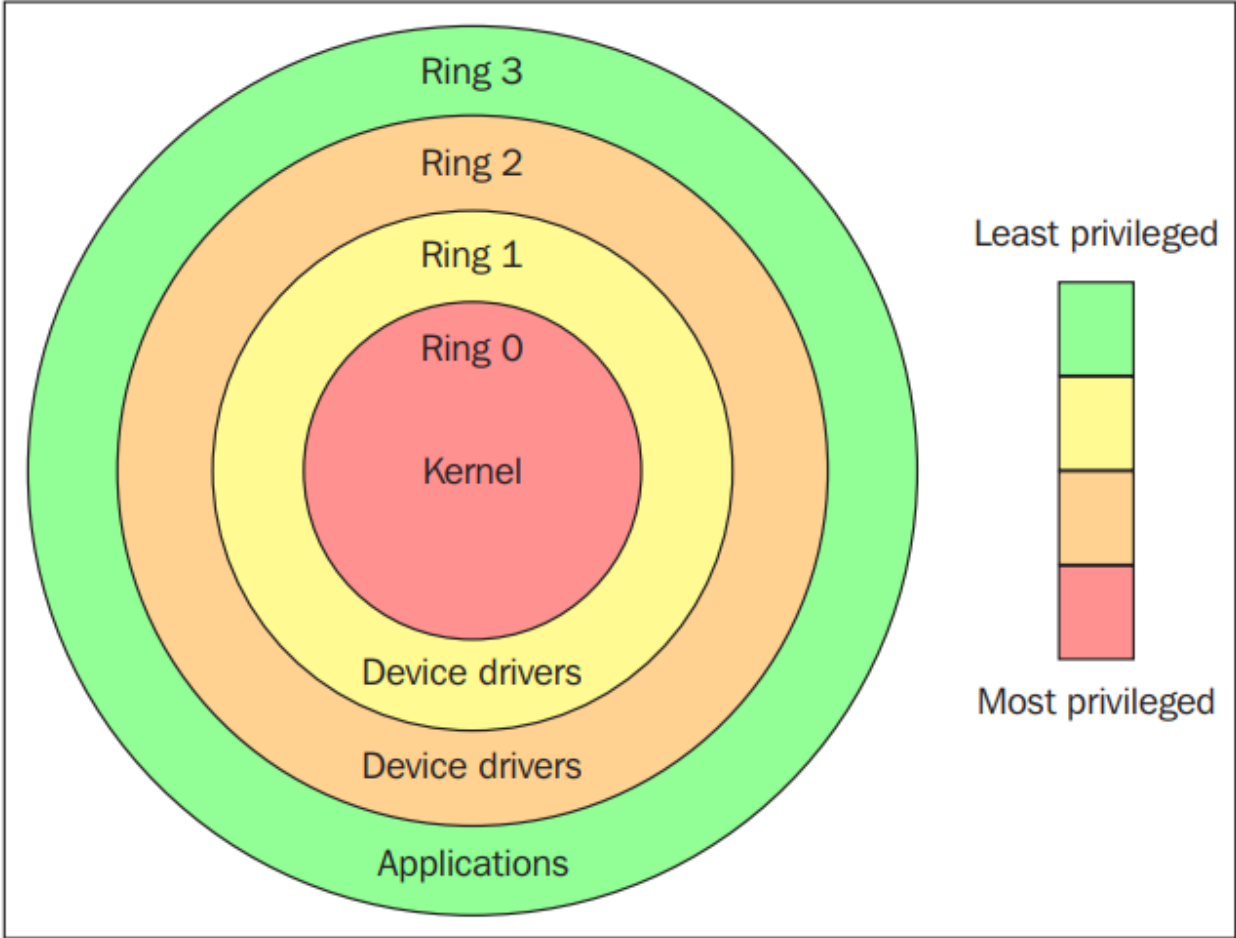 Ring 3
Ring 2
Ring 1
Ring 0
Kernel
Device drivers
Device drivers
Applications
Least privileged
Most privileged